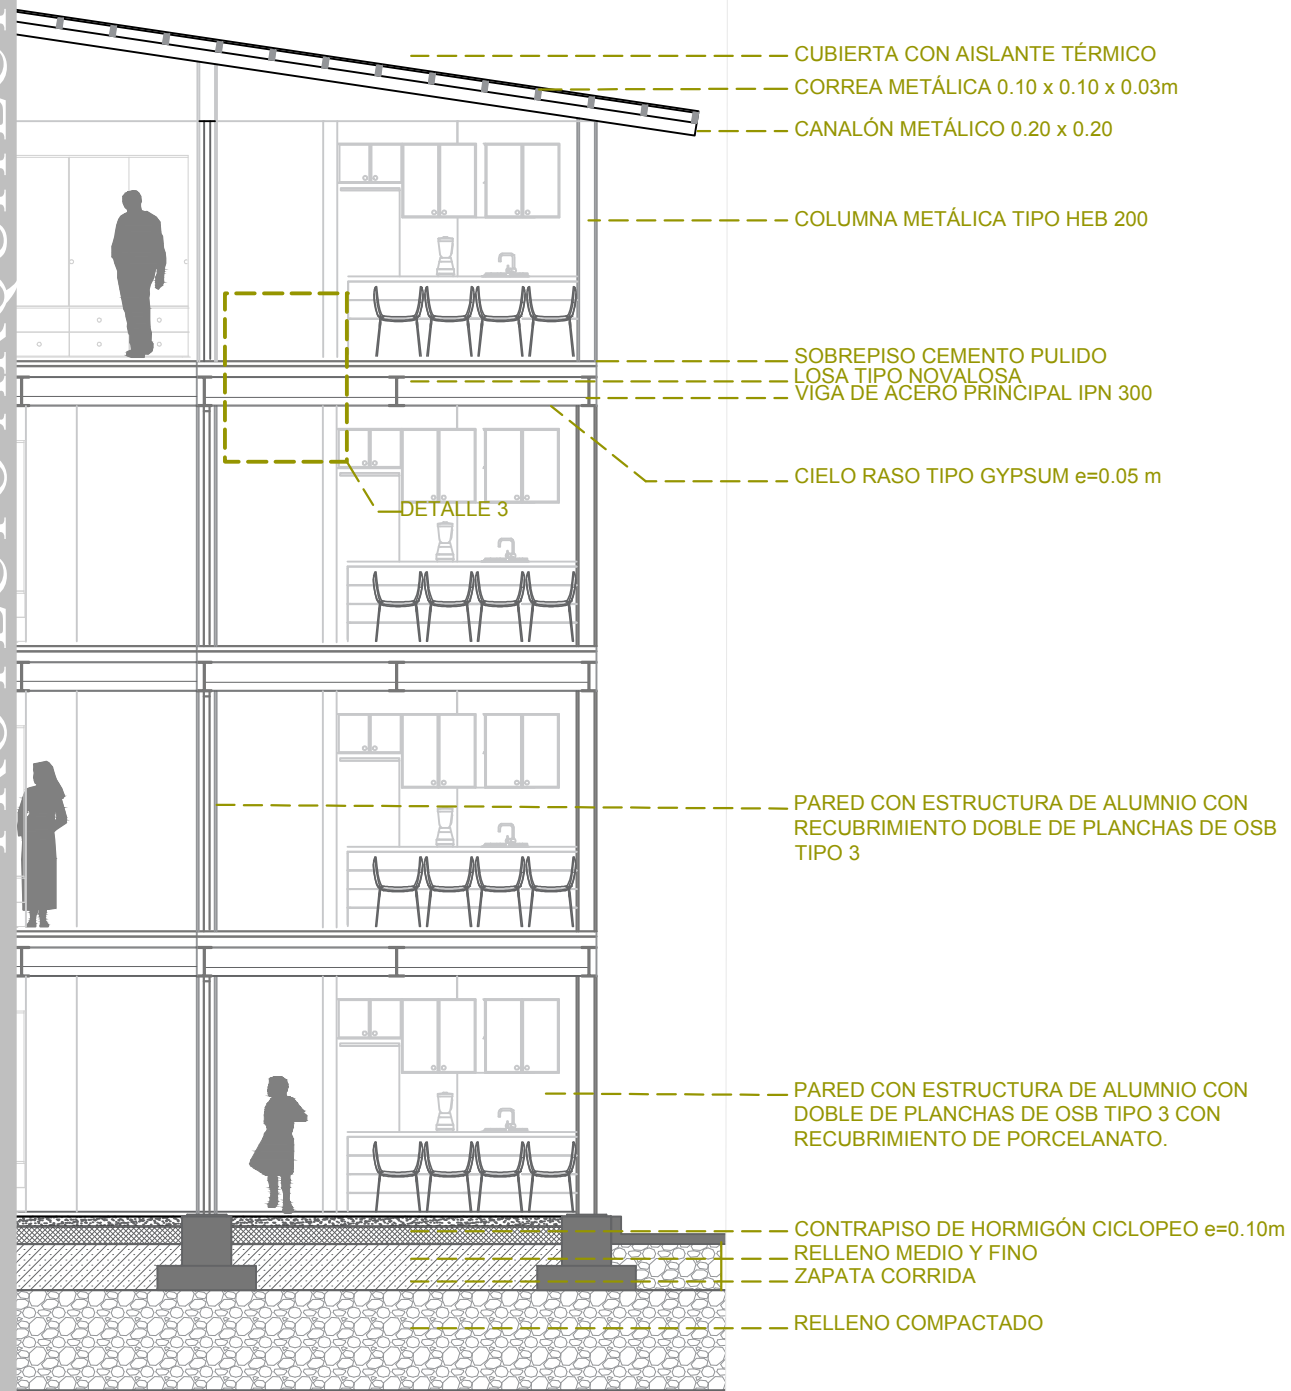 CUBIERTA CON AISLANTE TÉRMICO
CORREA METÁLICA 0.10 x 0.10 x 0.03m
CANALÓN METÁLICO 0.20 x 0.20
COLUMNA METÁLICA TIPO HEB 200
SOBREPISO CEMENTO PULIDO
LOSA TIPO NOVALOSA
VIGA DE ACERO PRINCIPAL IPN 300
CIELO RASO TIPO GYPSUM e=0.05 m
DETALLE 3
PARED CON ESTRUCTURA DE ALUMNIO CON
RECUBRIMIENTO DOBLE DE PLANCHAS DE OSB
TIPO 3
PARED CON ESTRUCTURA DE ALUMNIO CON
DOBLE DE PLANCHAS DE OSB TIPO 3 CON
RECUBRIMIENTO DE PORCELANATO.
CONTRAPISO DE HORMIGÓN CICLOPEO e=0.10m
RELLENO MEDIO Y FINO
ZAPATA CORRIDA
RELLENO COMPACTADO